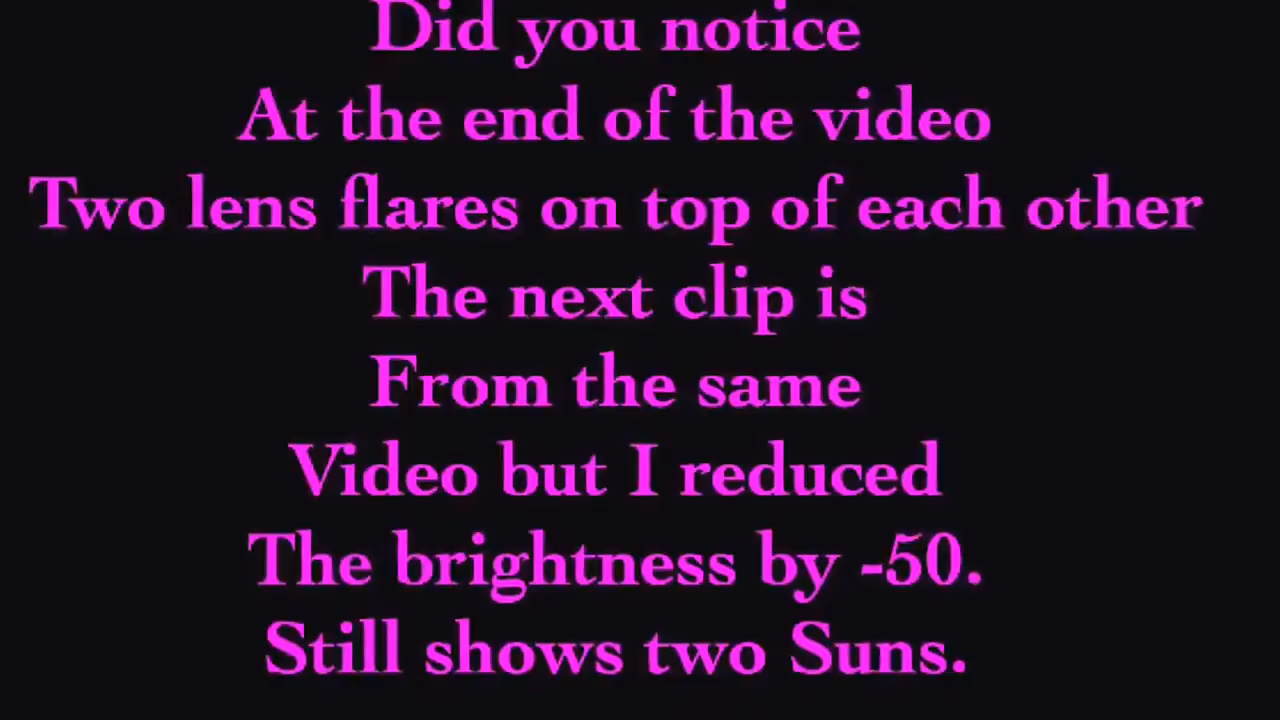 Did you notice
At the end of the video
Two lens flares on top of each other
The next clip is
From the same
Video but I reduced
The brightness by -50.
Still shows two Suns.